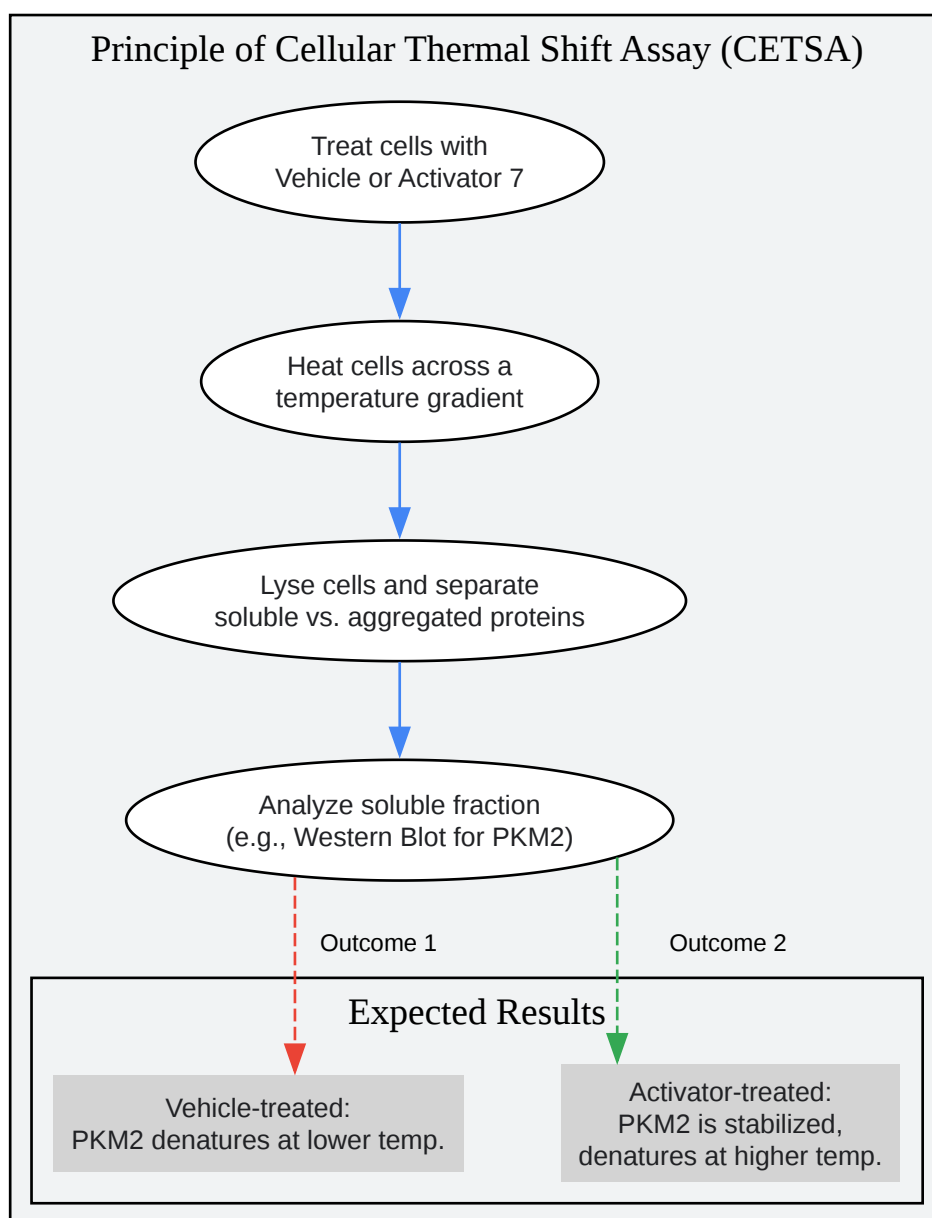 Principle of Cellular Thermal Shift Assay (CETSA)
Treat cells with
Vehicle or Activator 7
Heat cells across a
temperature gradient
Lyse cells and separate
soluble vs. aggregated proteins
Analyze soluble fraction
(e.g., Western Blot for PKM2)
Outcome 1
Outcome 2
Expected Results
Vehicle-treated:
PKM2 denatures at lower temp.
Activator-treated:
PKM2 is stabilized,
denatures at higher temp.